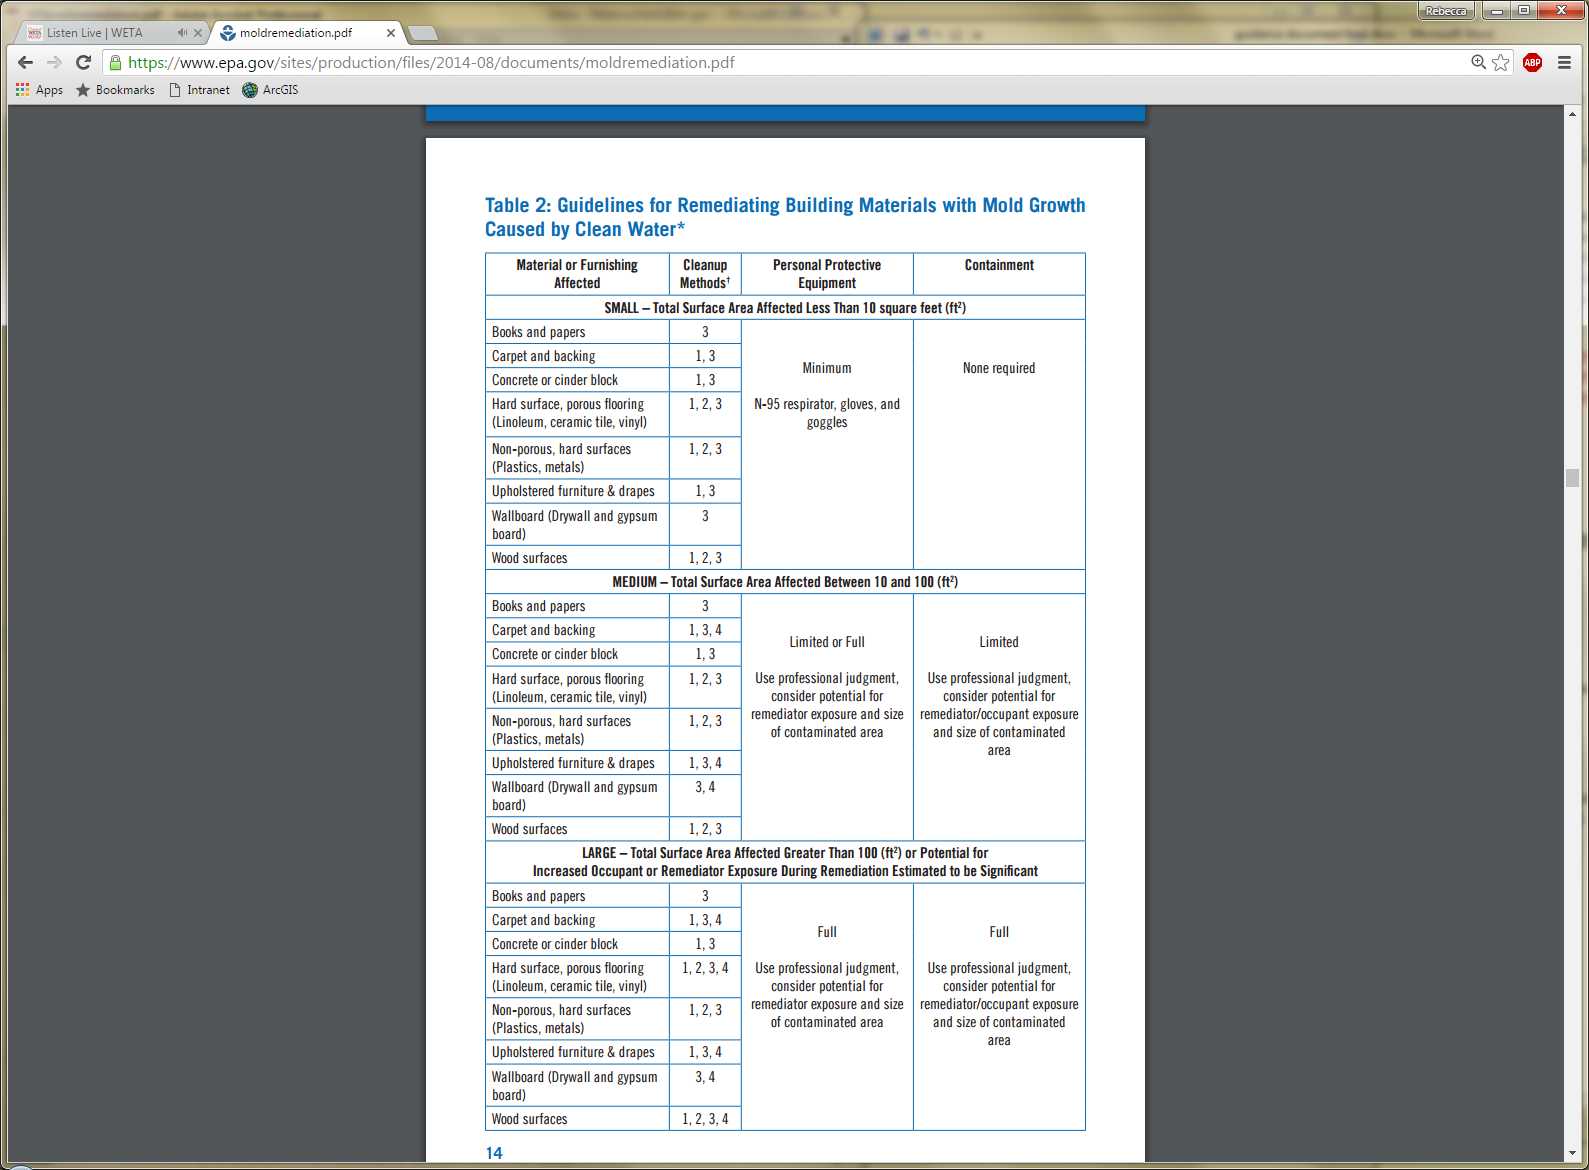 Rebecca
Listen Live | WETA
moldremediation.pdf
https://www.epa.gov/sites/production/files/2014-08/documents/moldremediation.pdf
ABP
Apps
Bookmarks
Intranet
ArcGIS
Table 2: Guidelines for Remediating Building Materials with Mold Growth
Caused by Clean Water*
Material or Furnishing Affected
Cleanup Methods†
Personal Protective Equipment
Containment
SMALL – Total Surface Area Affected Less Than 10 square feet (ft²)
Books and papers 3
Carpet and backing 1, 3
Concrete or cinder block 1, 3
Hard surface, porous flooring 1, 2, 3
(Linoleum, ceramic tile, vinyl)
Non-porous, hard surfaces 1, 2, 3
(Plastics, metals)
Upholstered furniture & drapes 1, 3
Wallboard (Drywall and gypsum 3
board)
Wood surfaces 1, 2, 3
Minimum
N-95 respirator, gloves, and
goggles
None required
MEDIUM – Total Surface Area Affected Between 10 and 100 (ft²)
Books and papers 3
Carpet and backing 1, 3, 4
Concrete or cinder block 1, 3
Hard surface, porous flooring 1, 2, 3
(Linoleum, ceramic tile, vinyl)
Non-porous, hard surfaces 1, 2, 3
(Plastics, metals)
Upholstered furniture & drapes 1, 3, 4
Wallboard (Drywall and gypsum 3, 4
board)
Wood surfaces 1, 2, 3
Limited or Full
Use professional judgment,
consider potential for
remediator exposure and size
of contaminated area
Limited
Use professional judgment,
consider potential for
remediator/occupant exposure
and size of contaminated
area
LARGE – Total Surface Area Affected Greater Than 100 (ft²) or Potential for
Increased Occupant or Remediator Exposure During Remediation Estimated to be Significant
Books and papers 3
Carpet and backing 1, 3, 4
Concrete or cinder block 1, 3
Hard surface, porous flooring 1, 2, 3, 4
(Linoleum, ceramic tile, vinyl)
Non-porous, hard surfaces 1, 2, 3
(Plastics, metals)
Upholstered furniture & drapes 1, 3, 4
Wallboard (Drywall and gypsum 3, 4
board)
Wood surfaces 1, 2, 3, 4
Full
Use professional judgment,
consider potential for
remediator exposure and size
of contaminated area
Full
Use professional judgment,
consider potential for
remediator/occupant exposure
and size of contaminated
area
14